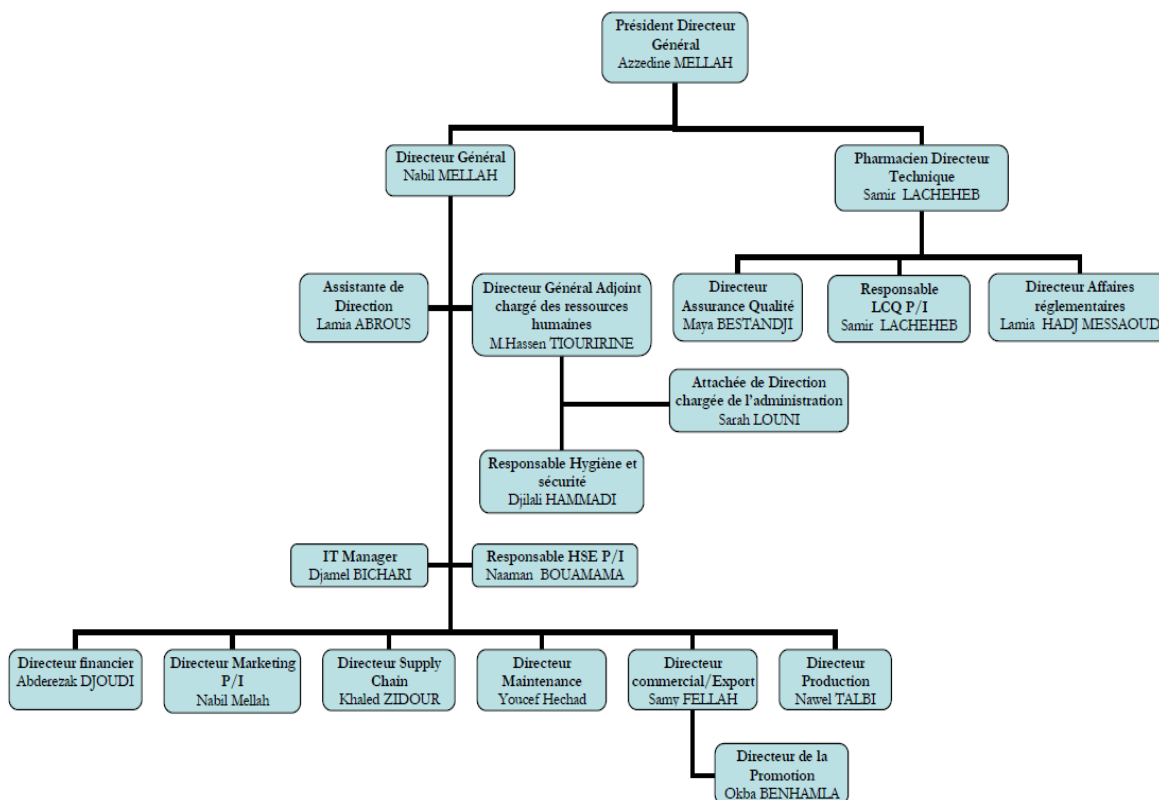 Président Directeur
Général
Azzedine MELLAH
Directeur Général
Nabil MELLAH
Pharmacien Directeur
Technique
Samir LACHEHEB
Assistante de
Direction
Lamia ABROUS
Directeur Général Adjoint
chargé des ressources
humaines
M.Hassen TIOURIRINE
Directeur
Assurance Qualité
Maya BESTANDJI
Responsable
LCQ P/I
Samir LACHEHEB
Directeur Affaires
réglementaires
Lamia HADJ MESSAOUD
Attachée de Direction
chargée de l'administration
Sarah LOUNI
Responsable Hygiène et
sécurité
Djilali HAMMADI
IT Manager
Djamel BICHARI
Responsable HSE P/I
Naaman BOUAMAMA
Directeur financier
Abderezak DJOUDI
Directeur Marketing
P/I
Nabil Mellah
Directeur Supply
Chain
Khaled ZIDOUR
Directeur
Maintenance
Youcef Hechad
Directeur
commercial/Export
Samy FELLAH
Directeur
Production
Nawel TALBI
Directeur de la
Promotion
Okba BENHAMLA